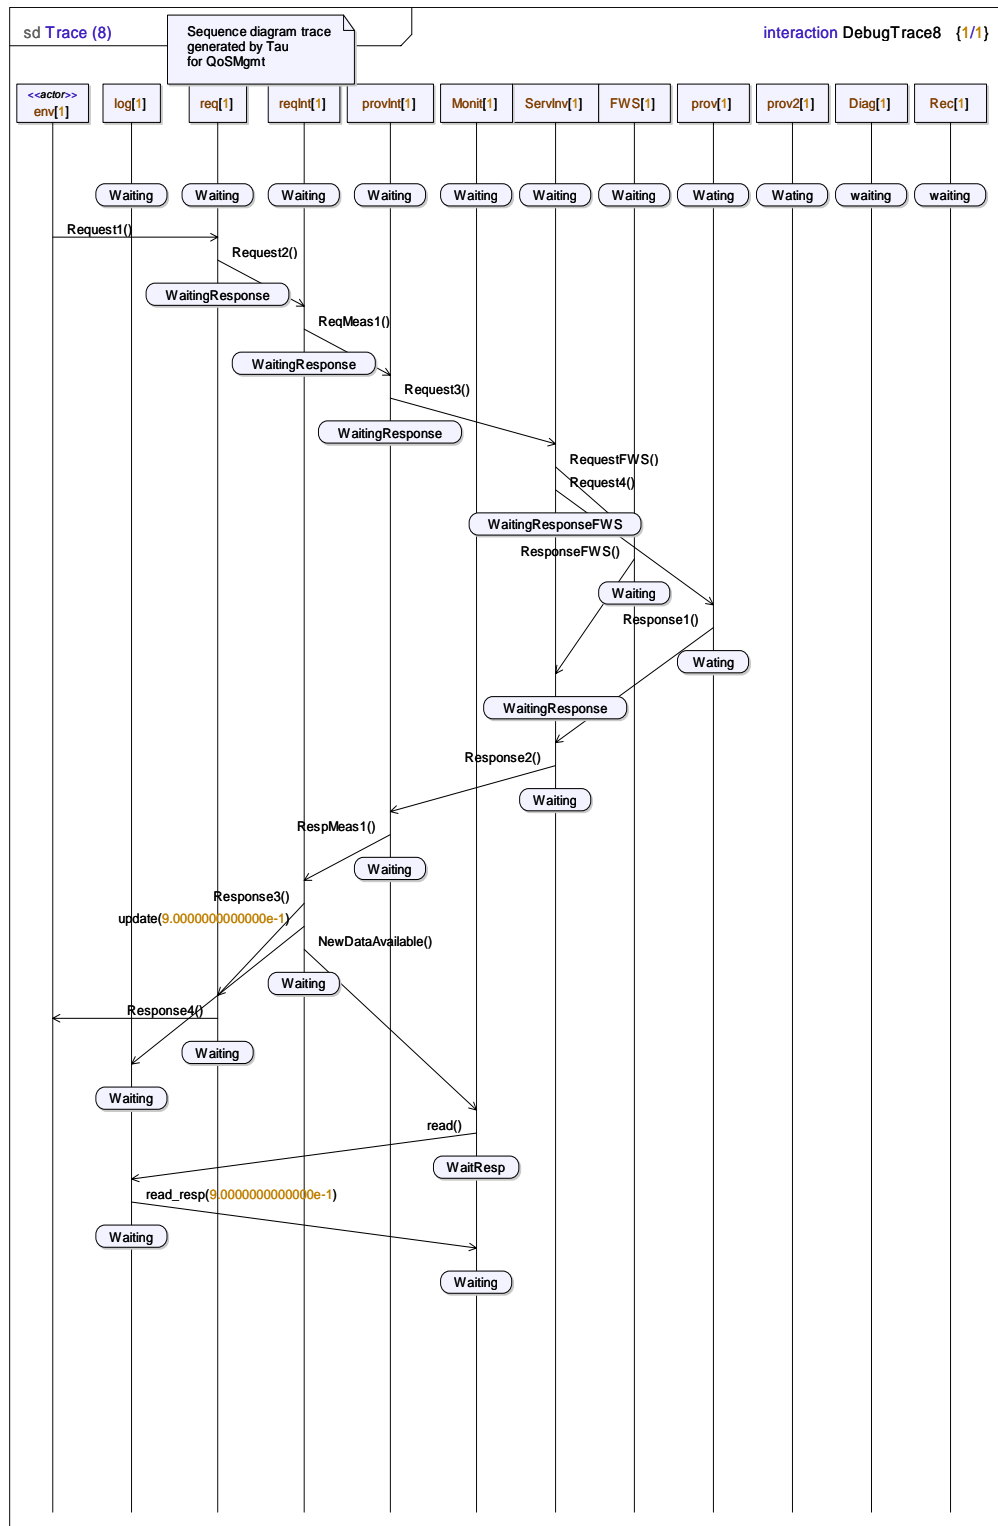 sd Trace (8)
Sequence diagram trace
generated by Tau
for QoSMgmt
interaction DebugTrace8 {1/1}
<<actor>>
env[1]
log[1]
req[1]
reqInt[1]
provInt[1]
Monit[1]
ServInv[1]
FWS[1]
prov[1]
prov2[1]
Diag[1]
Rec[1]
Waiting
Waiting
Waiting
Waiting
Waiting
Waiting
Waiting
Wating
Wating
waiting
waiting
Request1()
Request2()
WaitingResponse
ReqMeas1()
WaitingResponse
Request3()
WaitingResponse
RequestFWS()
Request4()
WaitingResponseFWS
ResponseFWS()
Waiting
Response1()
Wating
WaitingResponse
Response2()
Waiting
RespMeas1()
Waiting
Response3()
update(9.0000000000000e-1)
NewDataAvailable()
Waiting
Response4()
Waiting
Waiting
read()
WaitResp
read_resp(9.0000000000000e-1)
Waiting
Waiting